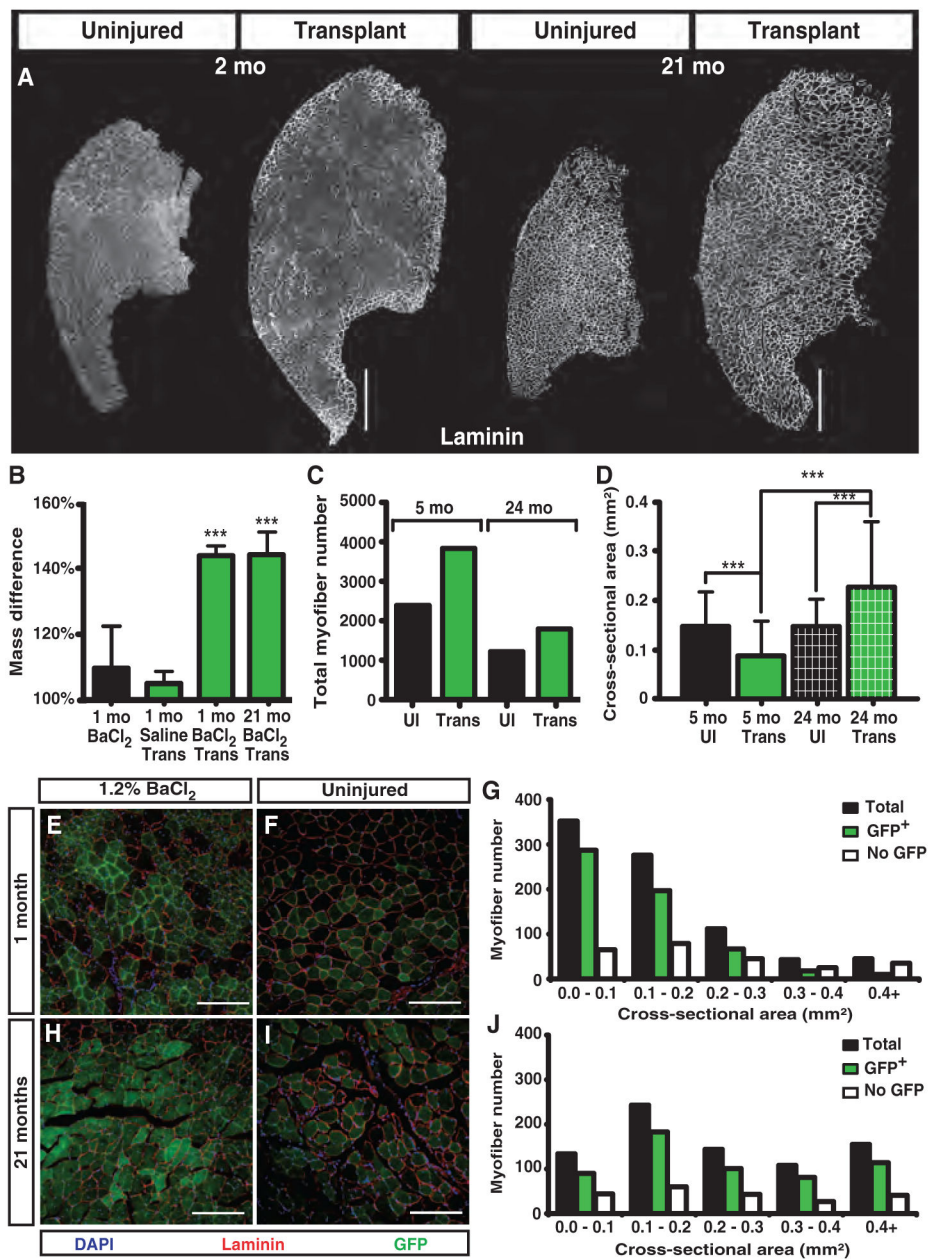 Uninjured Transplant Uninjured Transplant
A 2 mo 21 mo
Laminin
B
Mass difference
160%
140%
120%
100%
***
***
1 mo BaCl₂
1 mo Saline Trans
1 mo BaCl₂ Trans
21 mo BaCl₂ Trans
C
Total myofiber number
5000
4000
3000
2000
1000
0
5 mo 24 mo
UI Trans UI Trans
D
Cross-sectional area (mm²)
0.4
0.3
0.2
0.1
0
***
***
***
5 mo UI
5 mo Trans
24 mo UI
24 mo Trans
1.2% BaCl₂ Uninjured
1 month
E F
21 months
H I
DAPI Laminin GFP
G
Myofiber number
400
300
200
100
0
Total
GFP⁺
No GFP
0.0 - 0.1 0.1 - 0.2 0.2 - 0.3 0.3 - 0.4 0.4+
Cross-sectional area (mm²)
J
Myofiber number
400
300
200
100
0
Total
GFP⁺
No GFP
0.0 - 0.1 0.1 - 0.2 0.2 - 0.3 0.3 - 0.4 0.4+
Cross-sectional area (mm²)